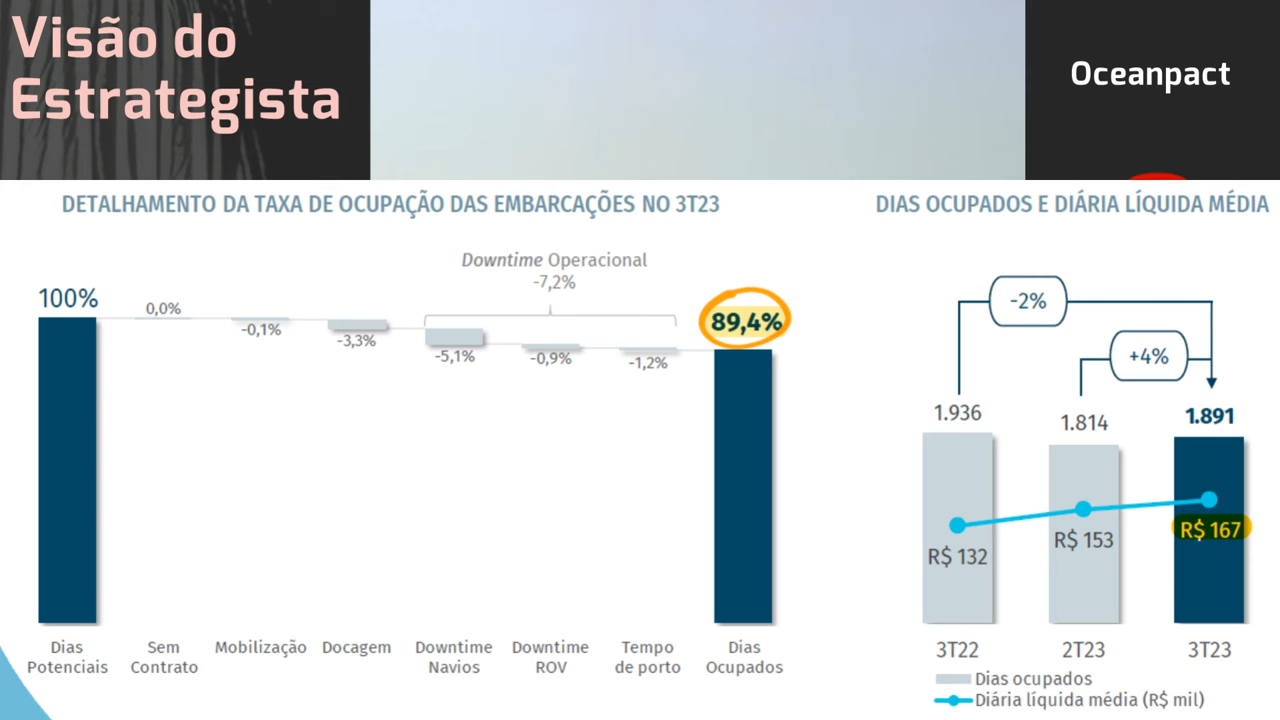 Visão do
Estrategista
Oceanpact
DETALHAMENTO DA TAXA DE OCUPAÇÃO DAS EMBARCAÇÕES NO 3T23
Downtime Operacional
-7,2%
100%
0,0%
-0,1%
-3,3%
-5,1%
-0,9%
-1,2%
89,4%
Dias
Potenciais
Sem
Contrato
Mobilização
Docagem
Downtime
Navios
Downtime
ROV
Tempo
de porto
Dias
Ocupados
DIAS OCUPADOS E DIÁRIA LÍQUIDA MÉDIA
-2%
+4%
1.936
1.814
1.891
R$ 132
R$ 153
R$ 167
3T22
2T23
3T23
Dias ocupados
Diária líquida média (R$ mil)